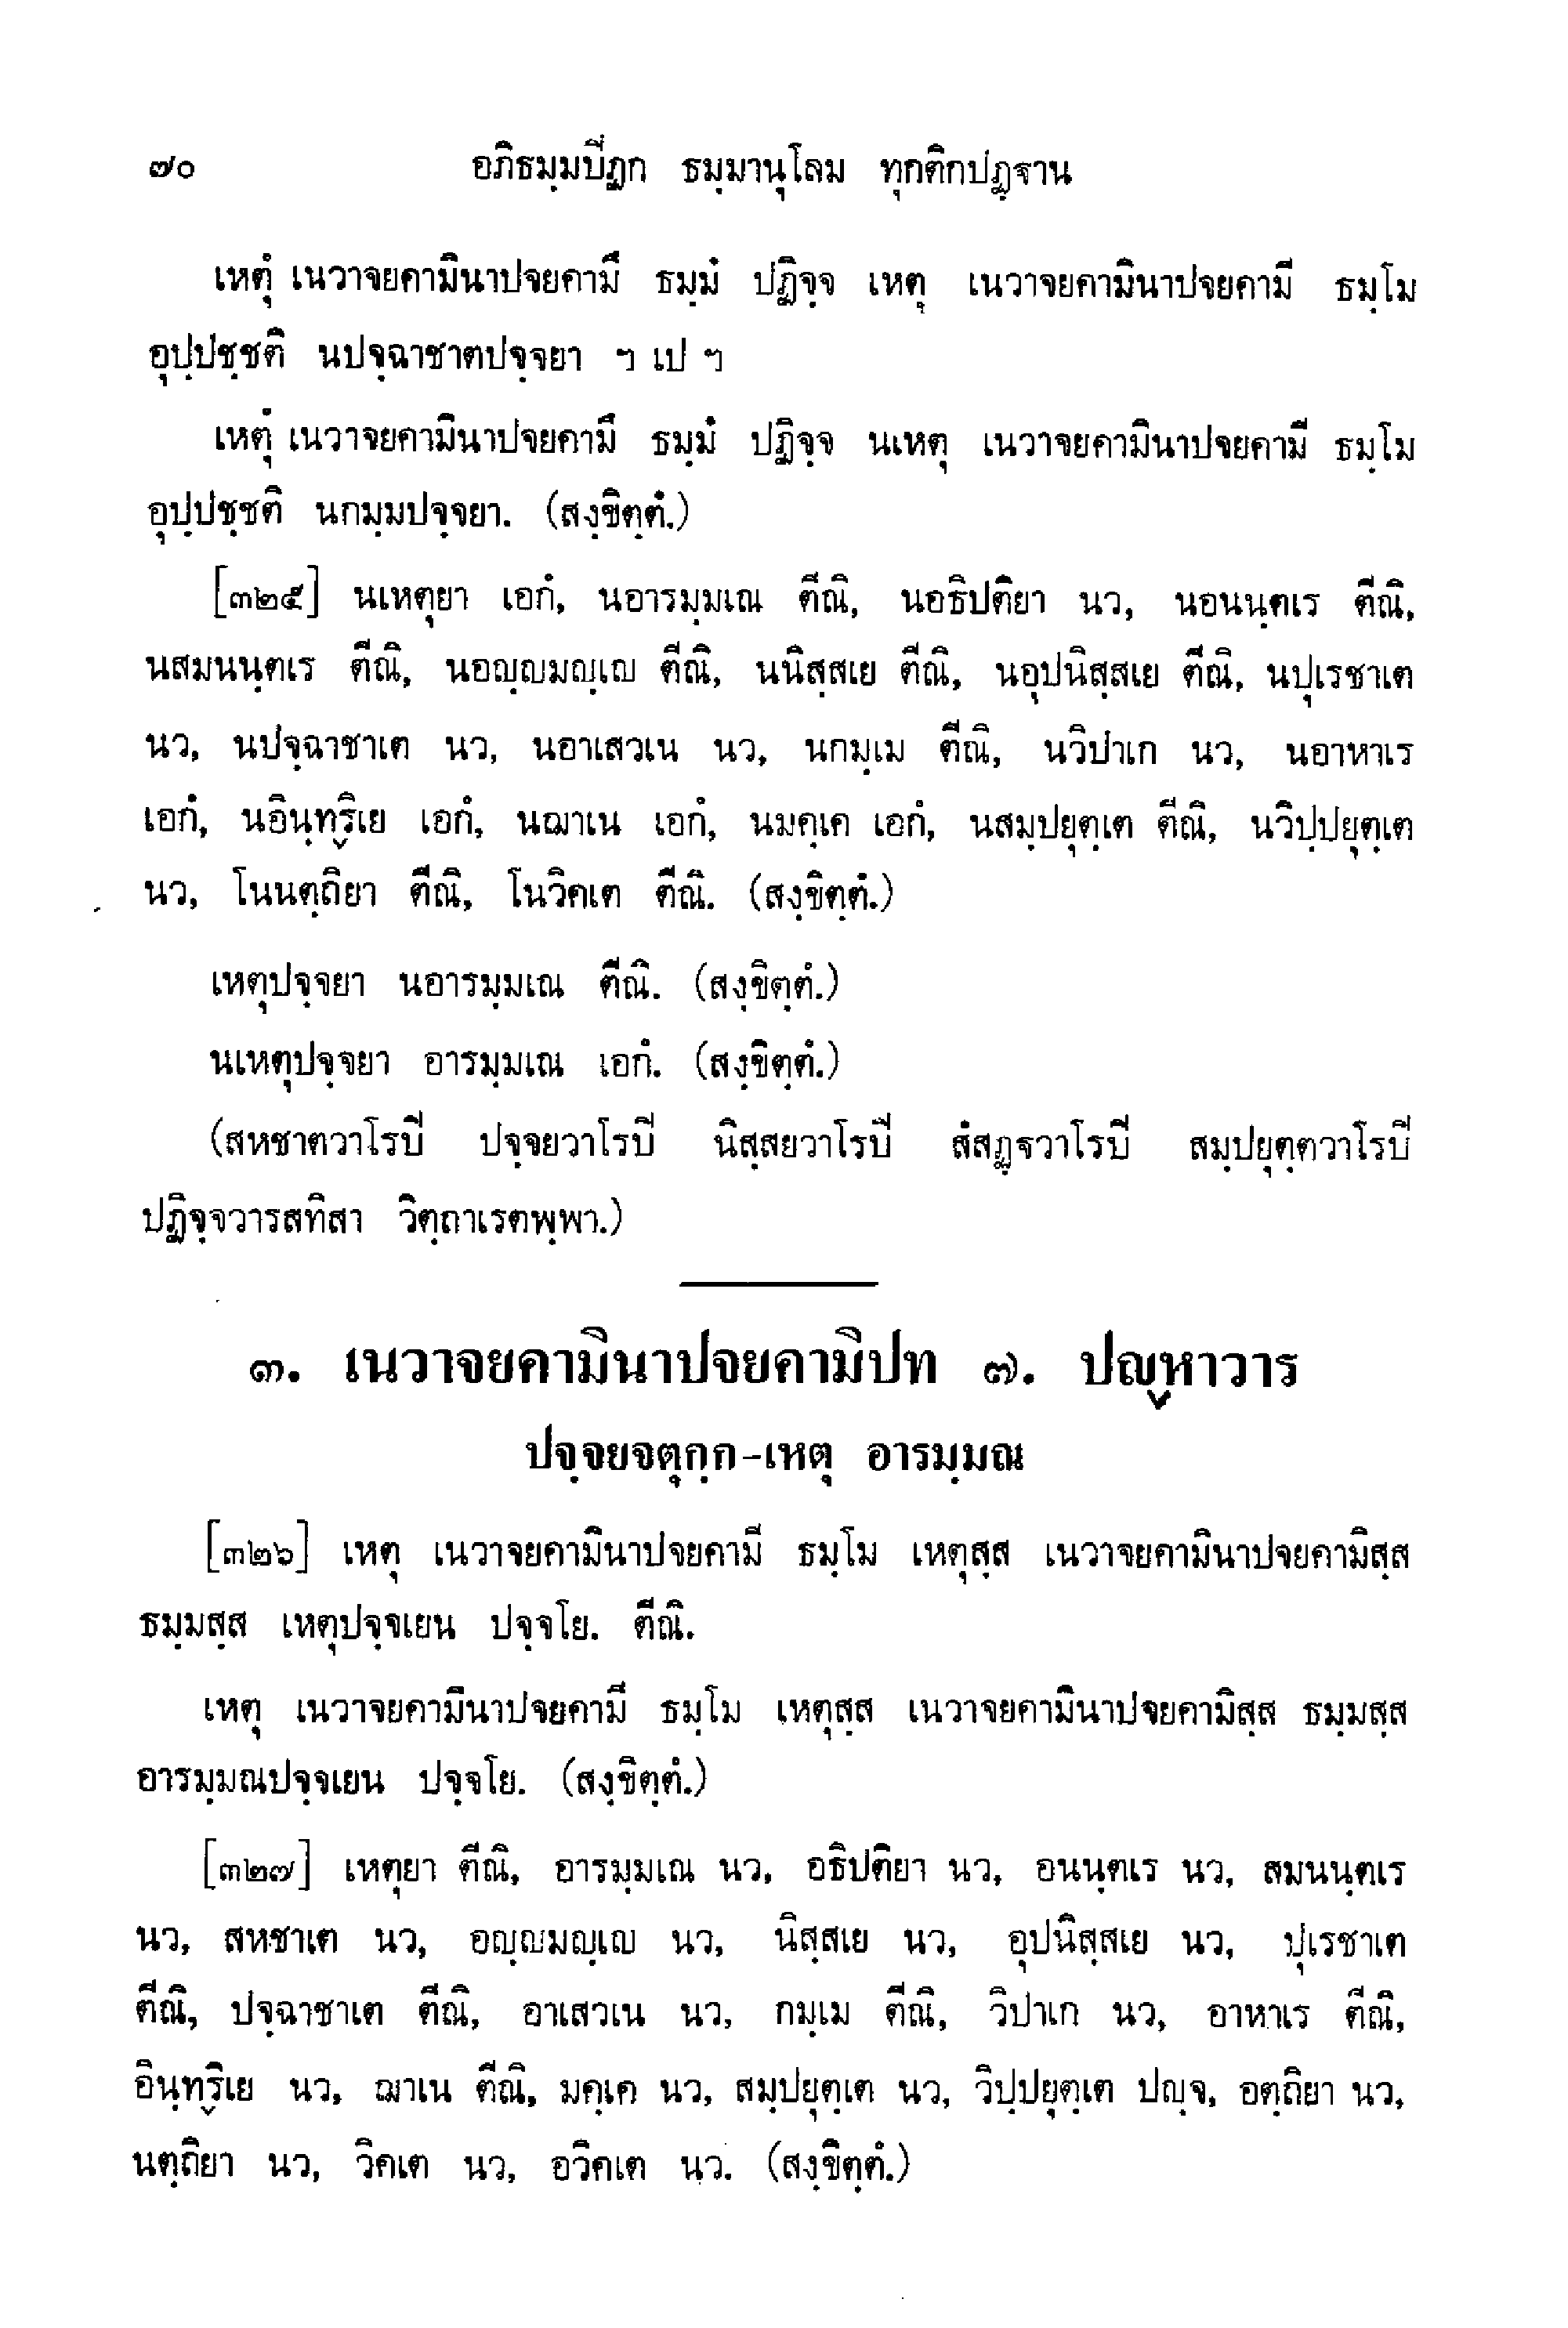 ๗๐ อภิธมฺมปิฏก ธมฺมานุโลม ทุกติกปฏฺฐาน
เหตุํ เนวาจยคามินาปจยคามึ ธมฺมํ ปฏิจฺจ เหตุ เนวาจยคามินาปจยคามี ธมฺโม
อุปฺปชฺชติ นปจฺฉาชาตปจฺจยา ฯ เป ฯ
เหตุํ เนวาจยคามินาปจยคามึ ธมฺมํ ปฏิจฺจ นเหตุ เนวาจยคามินาปจยคามี ธมฺโม
อุปฺปชฺชติ นกมฺมปจฺจยา. (สงฺขิตฺตํ.)
[๓๒๕] นเหตุยา เอกํ, นอารมฺมเณ ตีณิ, นอธิปติยา นว, นอนนฺตเร ตีณิ,
นสมนนฺตเร ตีณิ, นอญฺญมญฺเญ ตีณิ, นนิสฺสเย ตีณิ, นอุปนิสฺสเย ตีณิ, นปุเรชาเต
นว, นปจฺฉาชาเต นว, นอาเสวเน นว, นกมฺเม ตีณิ, นวิปาเก นว, นอาหาเร
เอกํ, นอินฺทฺริเย เอกํ, นฌาเน เอกํ, นมคฺเค เอกํ, นสมฺปยุตฺเต ตีณิ, นวิปฺปยุตฺเต
นว, โนนตฺถิยา ตีณิ, โนวิคเต ตีณิ. (สงฺขิตฺตํ.)
เหตุปจฺจยา นอารมฺมเณ ตีณิ. (สงฺขิตฺตํ.)
นเหตุปจฺจยา อารมฺมเณ เอกํ. (สงฺขิตฺตํ.)
(สหชาตวาโรปิ ปจฺจยวาโรปิ นิสฺสยวาโรปิ สํสฏฺฐวาโรปิ สมฺปยุตฺตวาโรปิ
ปฏิจฺจวารสทิสา วิตฺถาเรตพฺพา.)
๓. เนวาจยคามินาปจยคามิปท ๗. ปญฺหาวาร
ปจฺจยจตุกฺก-เหตุ อารมฺมณ
[๓๒๖] เหตุ เนวาจยคามินาปจยคามี ธมฺโม เหตุสฺส เนวาจยคามินาปจยคามิสฺส
ธมฺมสฺส เหตุปจฺจเยน ปจฺจโย. ตีณิ.
เหตุ เนวาจยคามินาปจยคามี ธมฺโม เหตุสฺส เนวาจยคามินาปจยคามิสฺส ธมฺมสฺส
อารมฺมณปจฺจเยน ปจฺจโย. (สงฺขิตฺตํ.)
[๓๒๗] เหตุยา ตีณิ, อารมฺมเณ นว, อธิปติยา นว, อนนฺตเร นว, สมนนฺตเร
นว, สหชาเต นว, อญฺญมญฺเญ นว, นิสฺสเย นว, อุปนิสฺสเย นว, ปุเรชาเต
ตีณิ, ปจฺฉาชาเต ตีณิ, อาเสวเน นว, กมฺเม ตีณิ, วิปาเก นว, อาหาเร ตีณิ,
อินฺทฺริเย นว, ฌาเน ตีณิ, มคฺเค นว, สมฺปยุตฺเต นว, วิปฺปยุตฺเต ปญฺจ, อตฺถิยา นว,
นตฺถิยา นว, วิคเต นว, อวิคเต นว. (สงฺขิตฺตํ.)